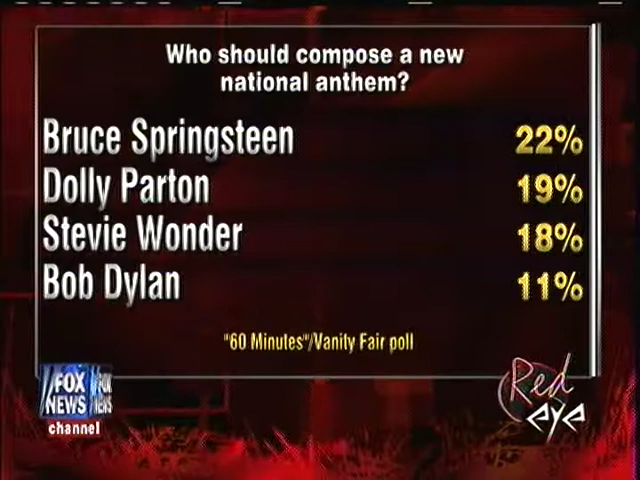 Who should compose a new
national anthem?
Bruce Springsteen 22%
Dolly Parton 19%
Stevie Wonder 18%
Bob Dylan 11%
"60 Minutes"/Vanity Fair poll
FOX
NEWS
channel
FOX
NEWS
Red
eye